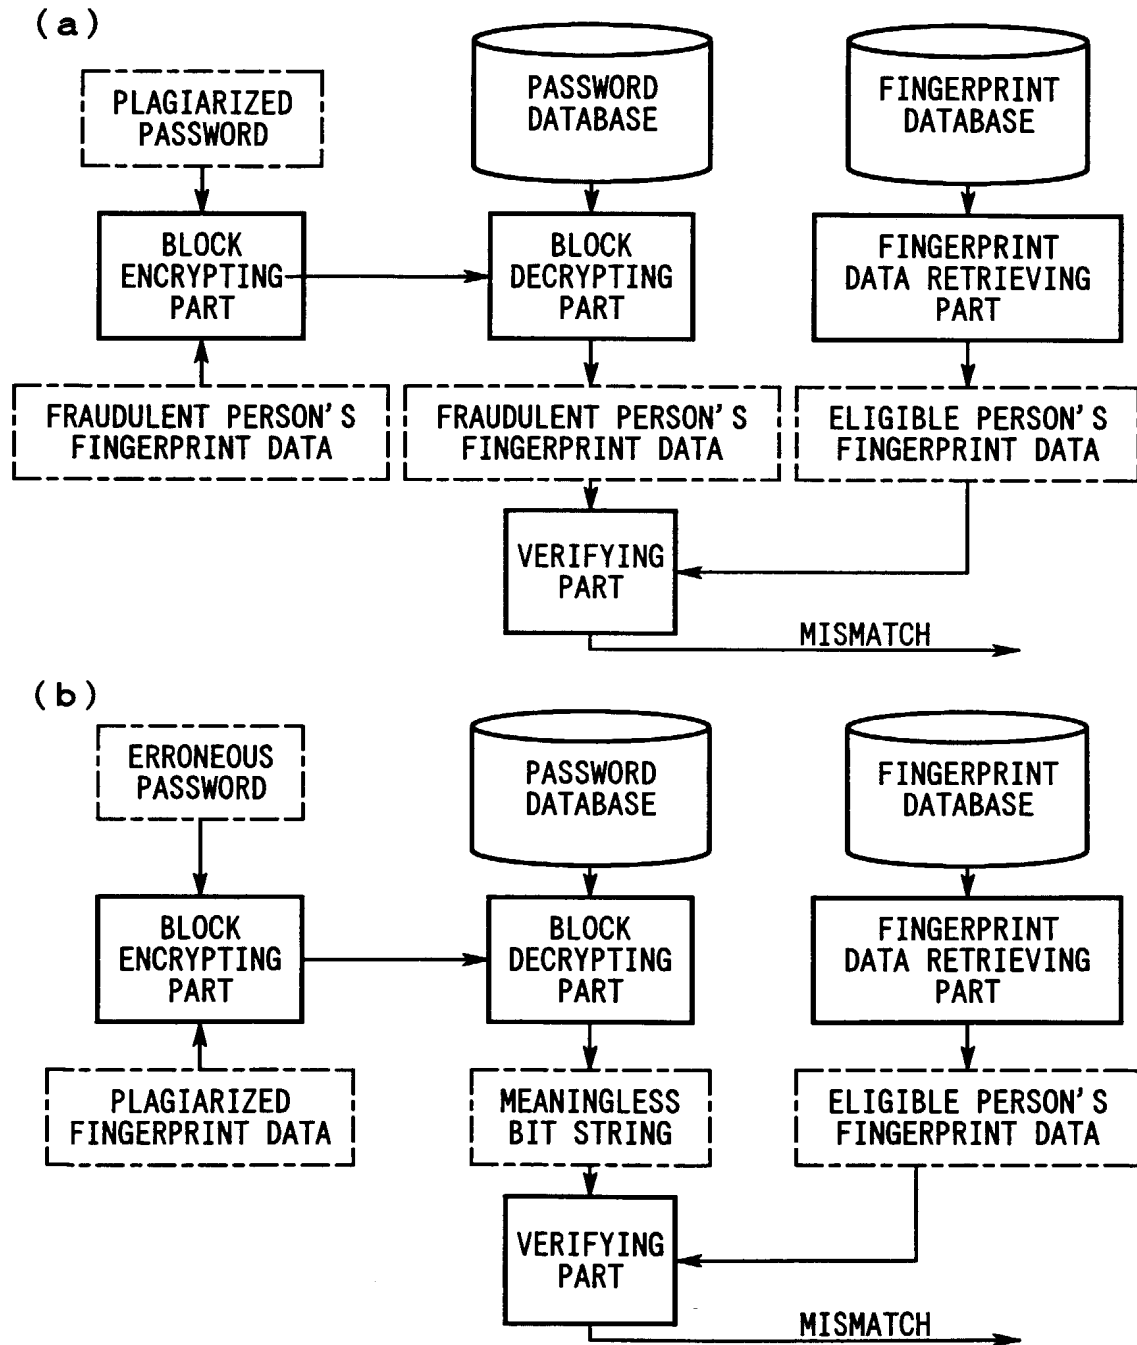 (a)
PLAGIARIZED
PASSWORD
PASSWORD
DATABASE
FINGERPRINT
DATABASE
BLOCK
ENCRYPTING
PART
BLOCK
DECRYPTING
PART
FINGERPRINT
DATA RETRIEVING
PART
FRAUDULENT PERSON'S
FINGERPRINT DATA
FRAUDULENT PERSON'S
FINGERPRINT DATA
ELIGIBLE PERSON'S
FINGERPRINT DATA
VERIFYING
PART
MISMATCH
(b)
ERRONEOUS
PASSWORD
PASSWORD
DATABASE
FINGERPRINT
DATABASE
BLOCK
ENCRYPTING
PART
BLOCK
DECRYPTING
PART
FINGERPRINT
DATA RETRIEVING
PART
PLAGIARIZED
FINGERPRINT DATA
MEANINGLESS
BIT STRING
ELIGIBLE PERSON'S
FINGERPRINT DATA
VERIFYING
PART
MISMATCH